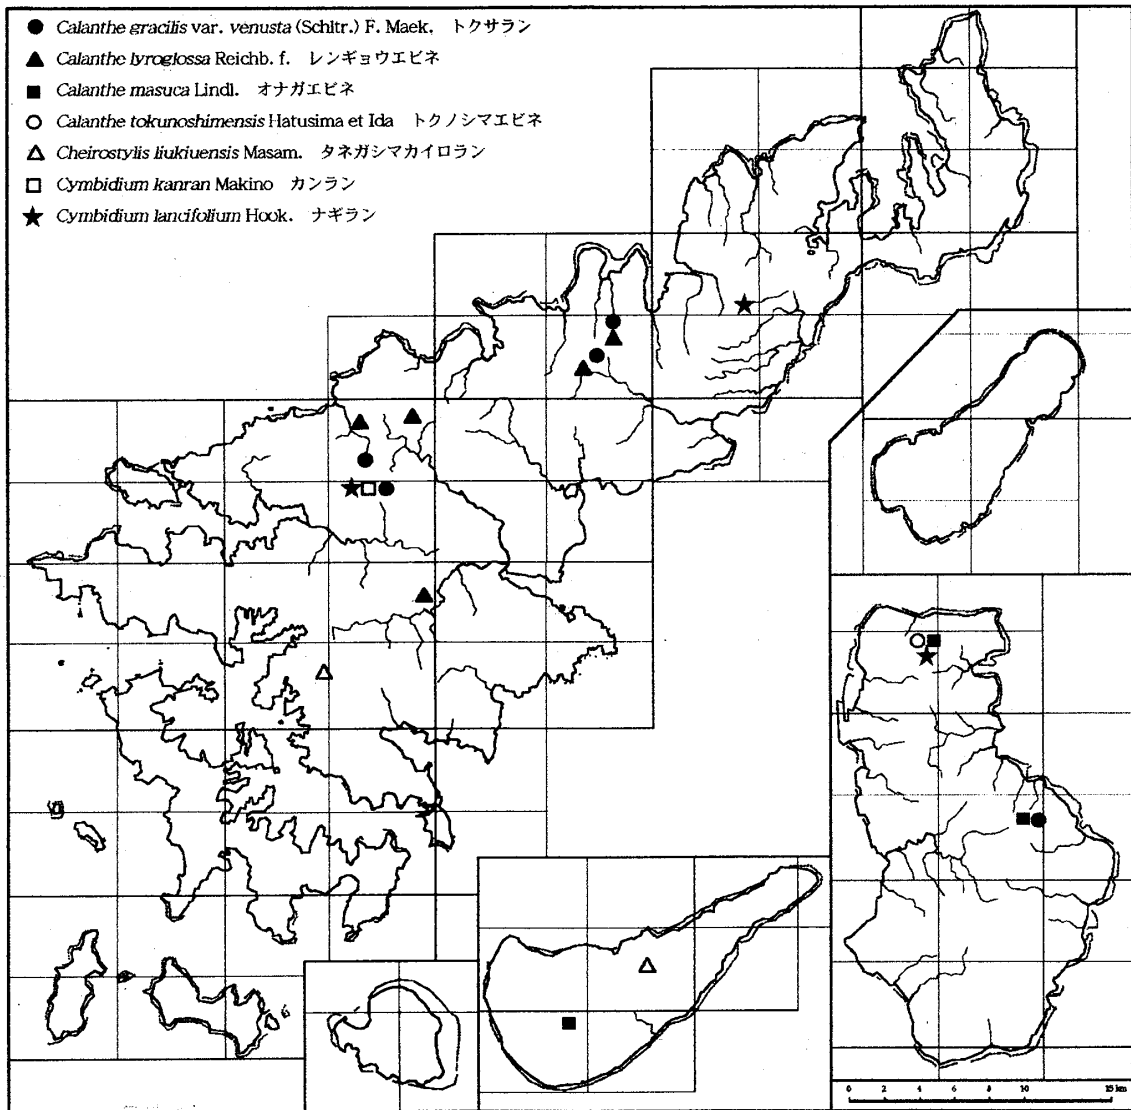 ● Calanthe gracilis var. venusta (Schltr.) F. Maek. トクサラン
▲ Calanthe lyroglossa Reichb. f. レンギョウエビネ
■ Calanthe masuca Lindl. オナガエビネ
○ Calanthe tokunoshimensis Hatusima et Ida トクノシマエビネ
△ Cheirostylis liukiuensis Masam. タネガシマカイロラン
□ Cymbidium kanran Makino カンラン
★ Cymbidium lancifolium Hook. ナギラン
0 2 4 6 8 10 15 km